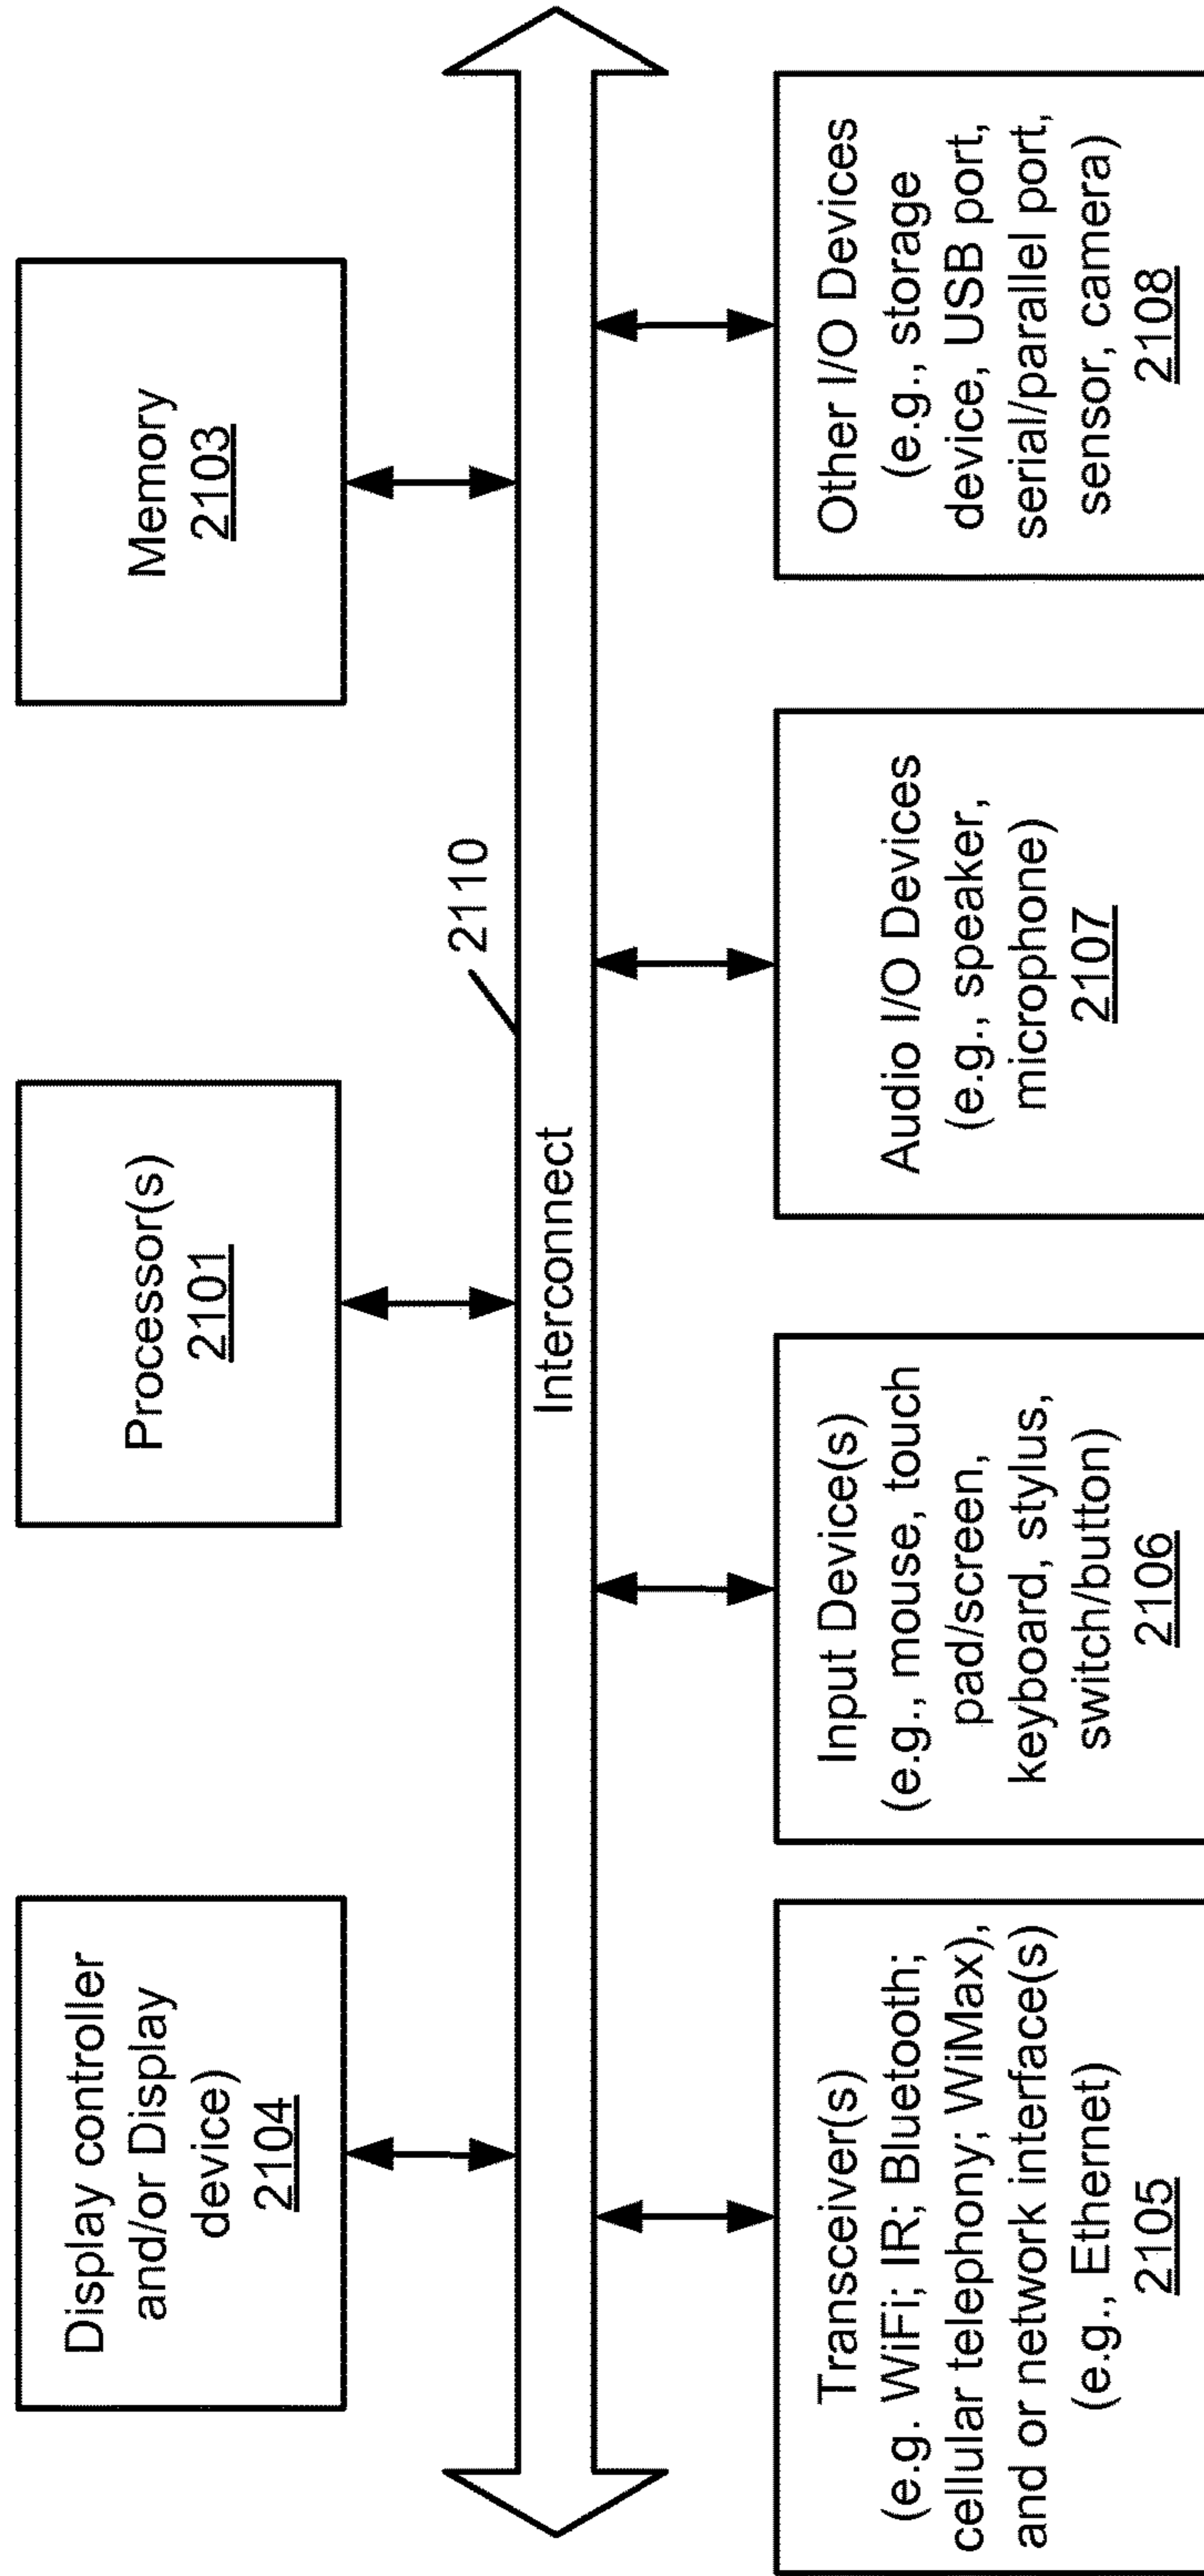 Display controller
and/or Display
device)
2104
Processor(s)
2101
Memory
2103
2110
Interconnect
Transceiver(s)
(e.g. WiFi; IR; Bluetooth;
cellular telephony; WiMax),
and or network interface(s)
(e.g., Ethernet)
2105
Input Device(s)
(e.g., mouse, touch
pad/screen,
keyboard, stylus,
switch/button)
2106
Audio I/O Devices
(e.g., speaker,
microphone)
2107
Other I/O Devices
(e.g., storage
device, USB port,
serial/parallel port,
sensor, camera)
2108